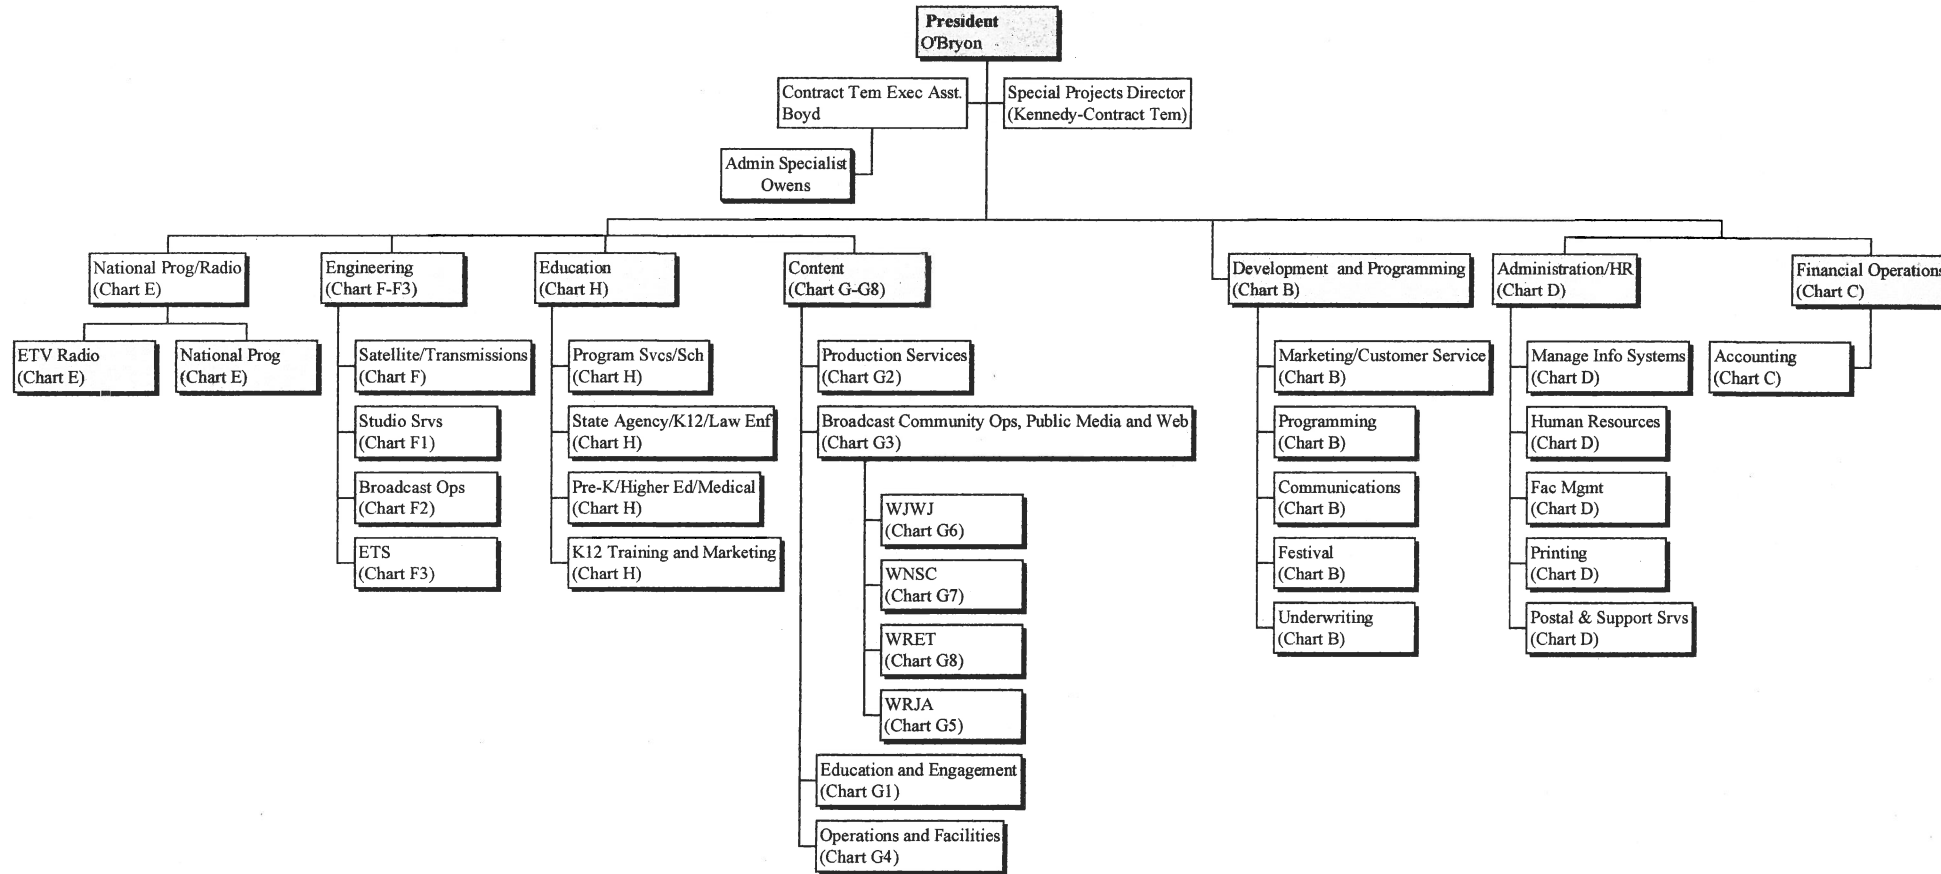 President
O'Bryon
Contract Tem Exec Asst.
Boyd
Special Projects Director
(Kennedy-Contract Tem)
Admin Specialist
Owens
National Prog/Radio
(Chart E)
ETV Radio
(Chart E)
National Prog
(Chart E)
Engineering
(Chart F-F3)
Satellite/Transmissions
(Chart F)
Studio Srvs
(Chart F1)
Broadcast Ops
(Chart F2)
ETS
(Chart F3)
Education
(Chart H)
Program Svcs/Sch
(Chart H)
State Agency/K12/Law Enf
(Chart H)
Pre-K/Higher Ed/Medical
(Chart H)
K12 Training and Marketing
(Chart H)
Content
(Chart G-G8)
Production Services
(Chart G2)
Broadcast Community Ops, Public Media and Web
(Chart G3)
WJWJ
(Chart G6)
WNSC
(Chart G7)
WRET
(Chart G8)
WRJA
(Chart G5)
Education and Engagement
(Chart G1)
Operations and Facilities
(Chart G4)
Development and Programming
(Chart B)
Marketing/Customer Service
(Chart B)
Programming
(Chart B)
Communications
(Chart B)
Festival
(Chart B)
Underwriting
(Chart B)
Administration/HR
(Chart D)
Manage Info Systems
(Chart D)
Human Resources
(Chart D)
Fac Mgmt
(Chart D)
Printing
(Chart D)
Postal & Support Srvs
(Chart D)
Financial Operations
(Chart C)
Accounting
(Chart C)